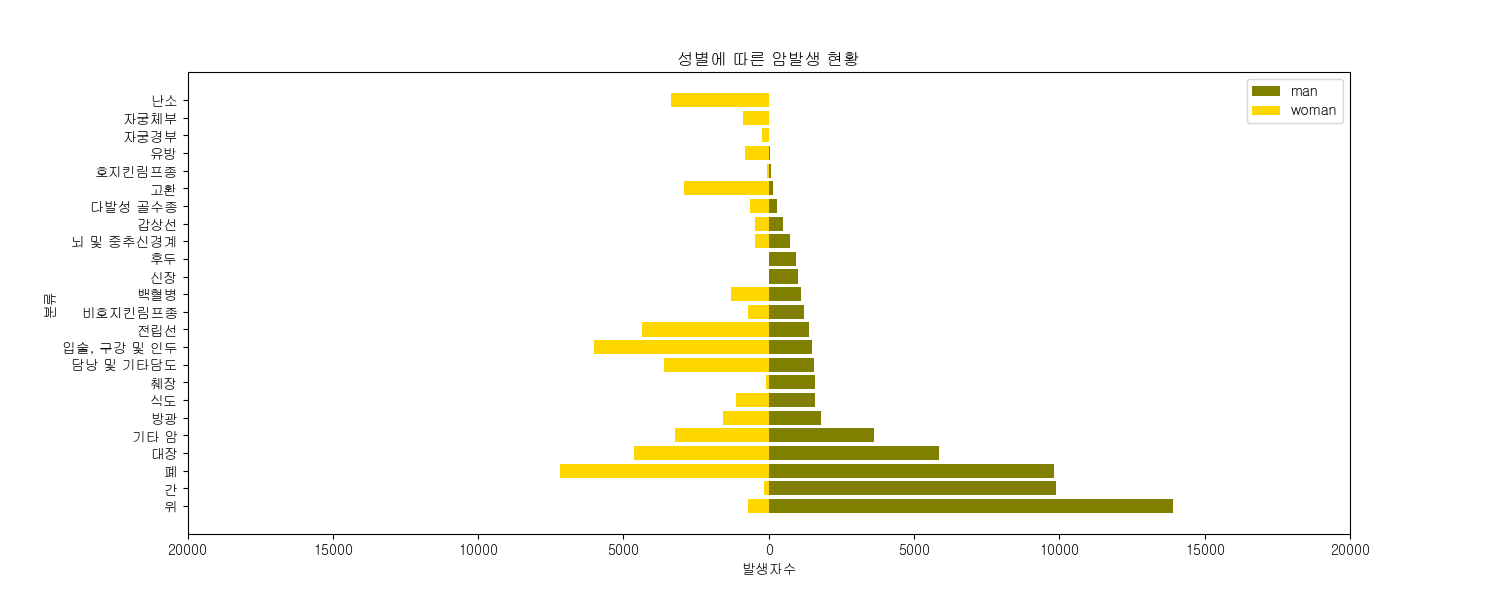 성별에 따른 암발생 현황
man
woman
난소
자궁체부
자궁경부
유방
호지킨림프종
고환
다발성 골수종
갑상선
뇌 및 중추신경계
후두
신장
백혈병
비호지킨림프종
전립선
입술, 구강 및 인두
담낭 및 기타담도
췌장
식도
방광
기타 암
대장
폐
간
위
분류
20000 15000 10000 5000 0 5000 10000 15000 20000
발생자수